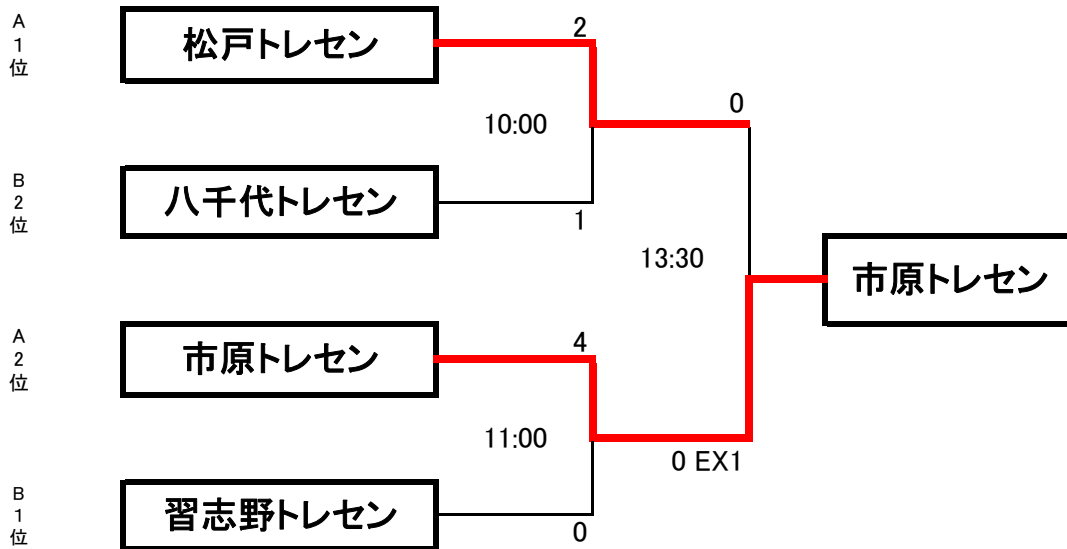 A
1
位
松戸トレセン
2
10:00
0
B
2
位
八千代トレセン
1
13:30
市原トレセン
A
2
位
市原トレセン
4
11:00
0 EX1
B
1
位
習志野トレセン
0